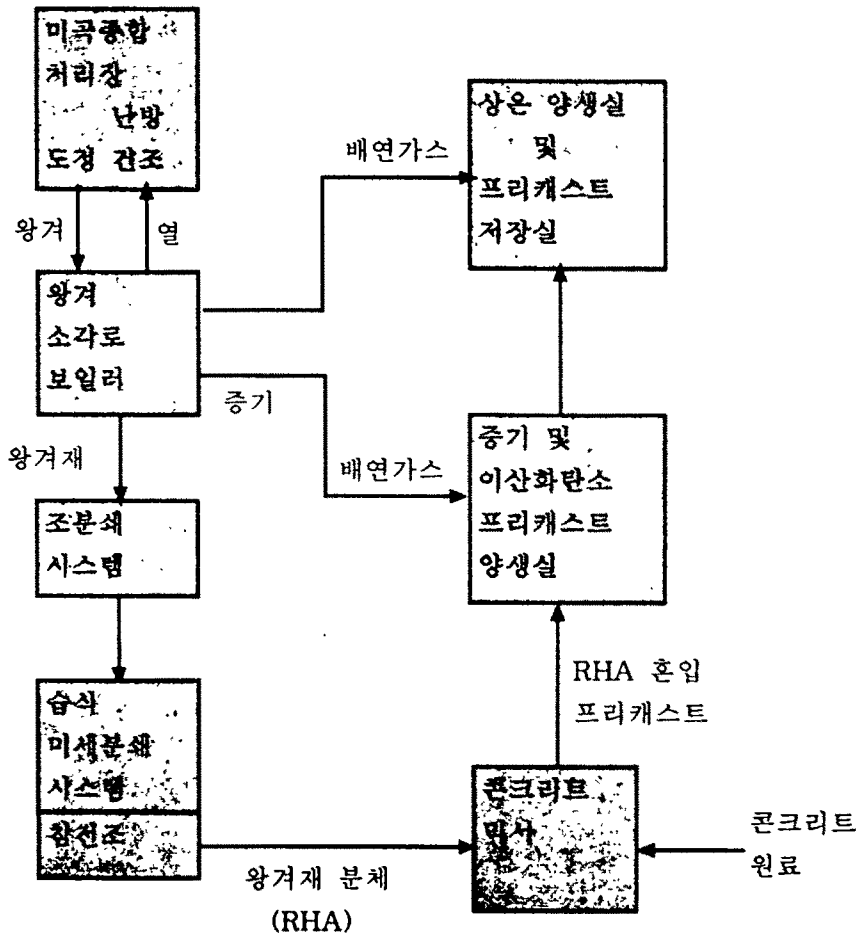 미곡종합
처리장
난방
도정 건조
왕겨
열
왕겨
소각로
보일러
배연가스
증기
배연가스
상온 양생실
및
프리캐스트
저장실
왕겨재
조분쇄
시스템
증기 및
이산화탄소
프리캐스트
양생실
습식
미세분쇄
시스템
침전조
왕겨재 분체
(RHA)
RHA 혼입
프리캐스트
콘크리트
믹서
콘크리트
원료